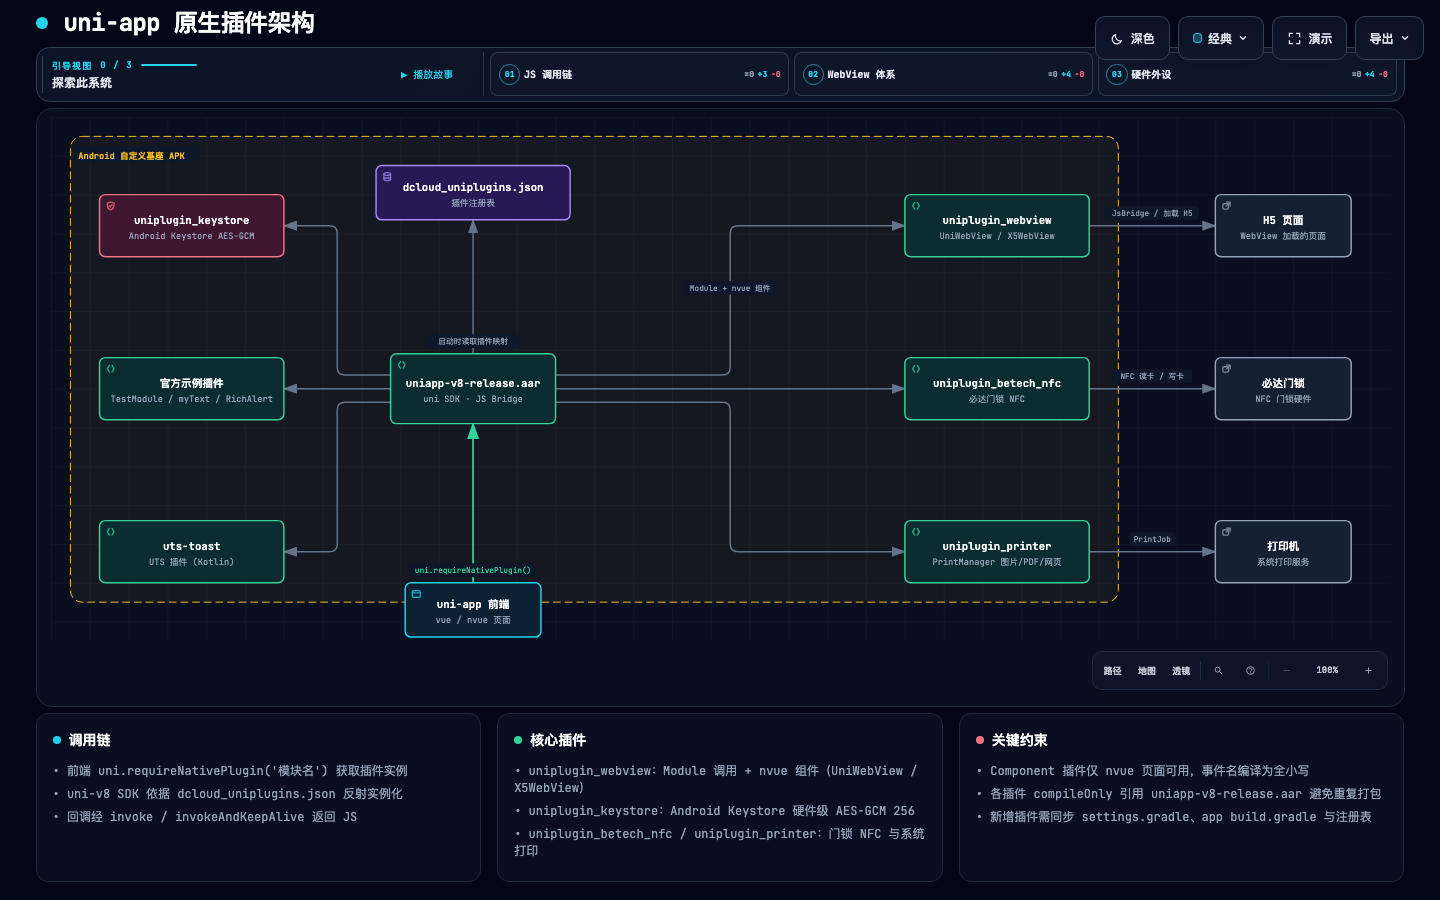 uni-app 原生插件架构
深色
经典
演示
导出
引导视图 0 / 3
探索此系统
▶ 播放故事
01 JS 调用链 =0 +3 -0
02 WebView 体系 =0 +4 -0
03 硬件外设 =0 +4 -0
Android 自定义基座 APK
dcloud_uniplugins.json
插件注册表
uniplugin_keystore
Android Keystore AES-GCM
uniplugin_webview
UniWebView / X5WebView
JsBridge / 加载 H5
H5 页面
WebView 加载的页面
Module + nvue 组件
启动时读取插件映射
官方示例插件
TestModule / myText / RichAlert
uniapp-v8-release.aar
uni SDK · JS Bridge
uniplugin_betech_nfc
必达门锁 NFC
NFC 读卡 / 写卡
必达门锁
NFC 门锁硬件
uts-toast
UTS 插件 (Kotlin)
uniplugin_printer
PrintManager 图片/PDF/网页
PrintJob
打印机
系统打印服务
uni.requireNativePlugin()
uni-app 前端
vue / nvue 页面
路径 地图 透镜 − 100% +
调用链
• 前端 uni.requireNativePlugin('模块名') 获取插件实例
• uni-v8 SDK 依据 dcloud_uniplugins.json 反射实例化
• 回调经 invoke / invokeAndKeepAlive 返回 JS
核心插件
• uniplugin_webview：Module 调用 + nvue 组件（UniWebView /
X5WebView）
• uniplugin_keystore：Android Keystore 硬件级 AES-GCM 256
• uniplugin_betech_nfc / uniplugin_printer：门锁 NFC 与系统
打印
关键约束
• Component 插件仅 nvue 页面可用，事件名编译为全小写
• 各插件 compileOnly 引用 uniapp-v8-release.aar 避免重复打包
• 新增插件需同步 settings.gradle、app build.gradle 与注册表